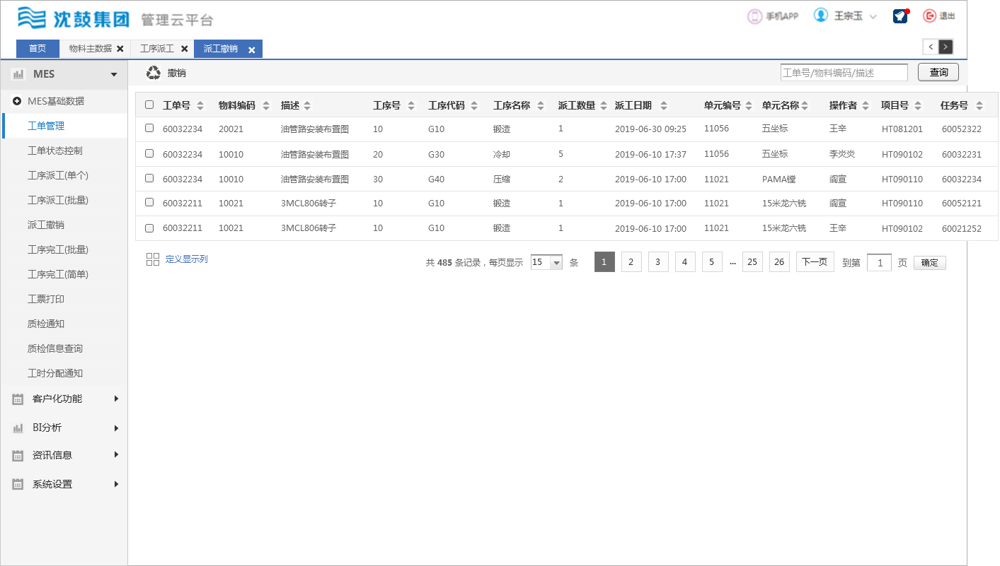 沈鼓集团 管理云平台 手机APP 王宗玉 退出
首页 物料主数据 工序派工 派工撤销
MES
撤销 工单号/物料编码/描述 查询
MES基础数据
工单管理
工单状态控制
工序派工(单个)
工序派工(批量)
派工撤销
工序完工(批量)
工序完工(简单)
工票打印
质检通知
质检信息查询
工时分配通知
客户化功能
BI分析
资讯信息
系统设置
工单号 物料编码 描述 工序号 工序代码 工序名称 派工数量 派工日期 单元编号 单元名称 操作者 项目号 任务号
60032234 20021 油管路安装布置图 10 G10 锻造 1 2019-06-30 09:25 11056 五坐标 王辛 HT081201 60052322
60032234 10010 油管路安装布置图 20 G30 冷却 5 2019-06-10 17:37 11056 五坐标 李炎炎 HT090102 60032231
60032234 10010 油管路安装布置图 30 G40 压缩 2 2019-06-10 17:00 11021 PAMA镗 阎宣 HT090110 60032234
60032211 10021 3MCL806转子 10 G10 锻造 1 2019-06-10 17:00 11021 15米龙六铣 阎宣 HT090110 60052121
60032211 10021 3MCL806转子 10 G10 锻造 1 2019-06-10 17:00 11021 15米龙六铣 王辛 HT090102 60021252
定义显示列 共 485 条记录，每页显示 15 条 1 2 3 4 5 ... 25 26 下一页 到第 1 页 确定